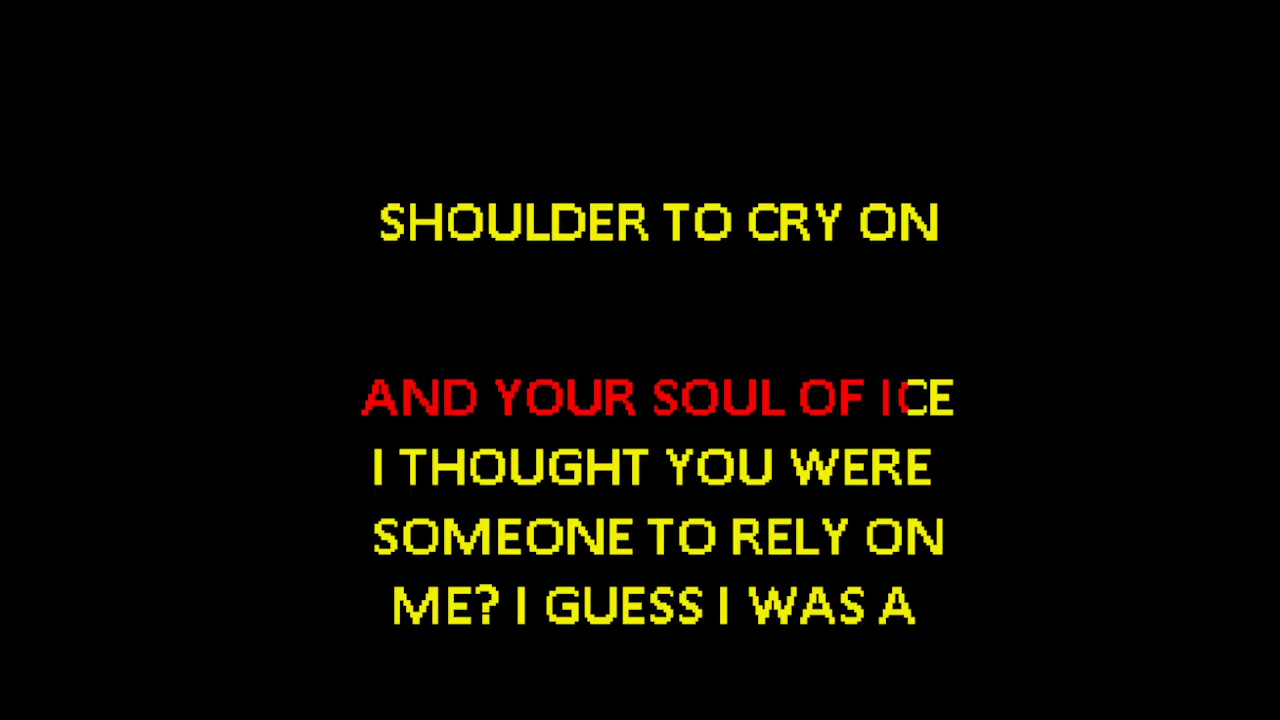 SHOULDER TO CRY ON
AND YOUR SOUL OF ICE
I THOUGHT YOU WERE
SOMEONE TO RELY ON
ME? I GUESS I WAS A